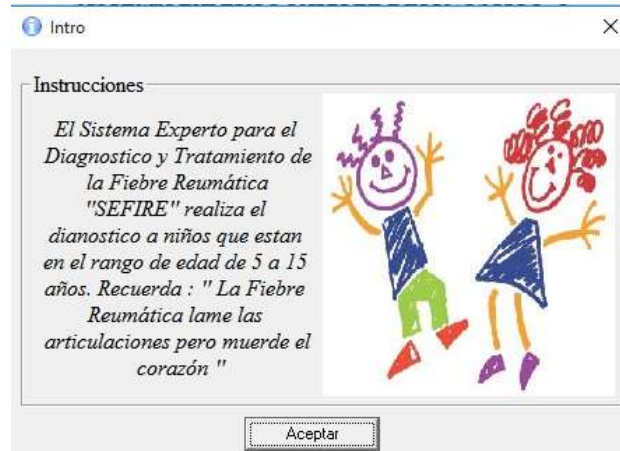 Intro
Instrucciones
El Sistema Experto para el
Diagnostico y Tratamiento de
la Fiebre Reumática
"SEFIRE" realiza el
dianostico a niños que estan
en el rango de edad de 5 a 15
años. Recuerda : " La Fiebre
Reumática lame las
articulaciones pero muerde el
corazón "
Aceptar